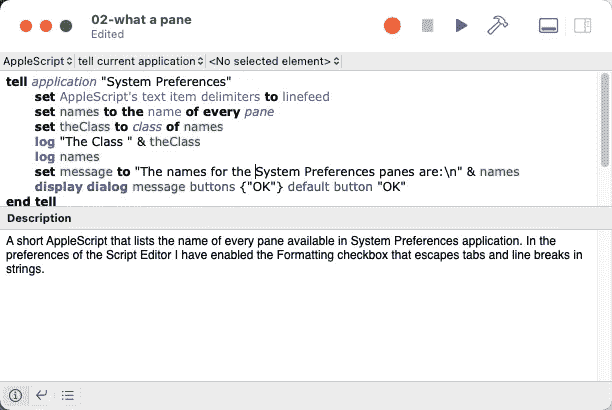 02-what a pane
Edited
AppleScript tell current application <No selected element>
tell application "System Preferences"
set AppleScript's text item delimiters to linefeed
set names to the name of every pane
set theClass to class of names
log "The Class " & theClass
log names
set message to "The names for the System Preferences panes are:\n" & names
display dialog message buttons {"OK"} default button "OK"
end tell
Description
A short AppleScript that lists the name of every pane available in System Preferences application. In the
preferences of the Script Editor I have enabled the Formatting checkbox that escapes tabs and line breaks in
strings.